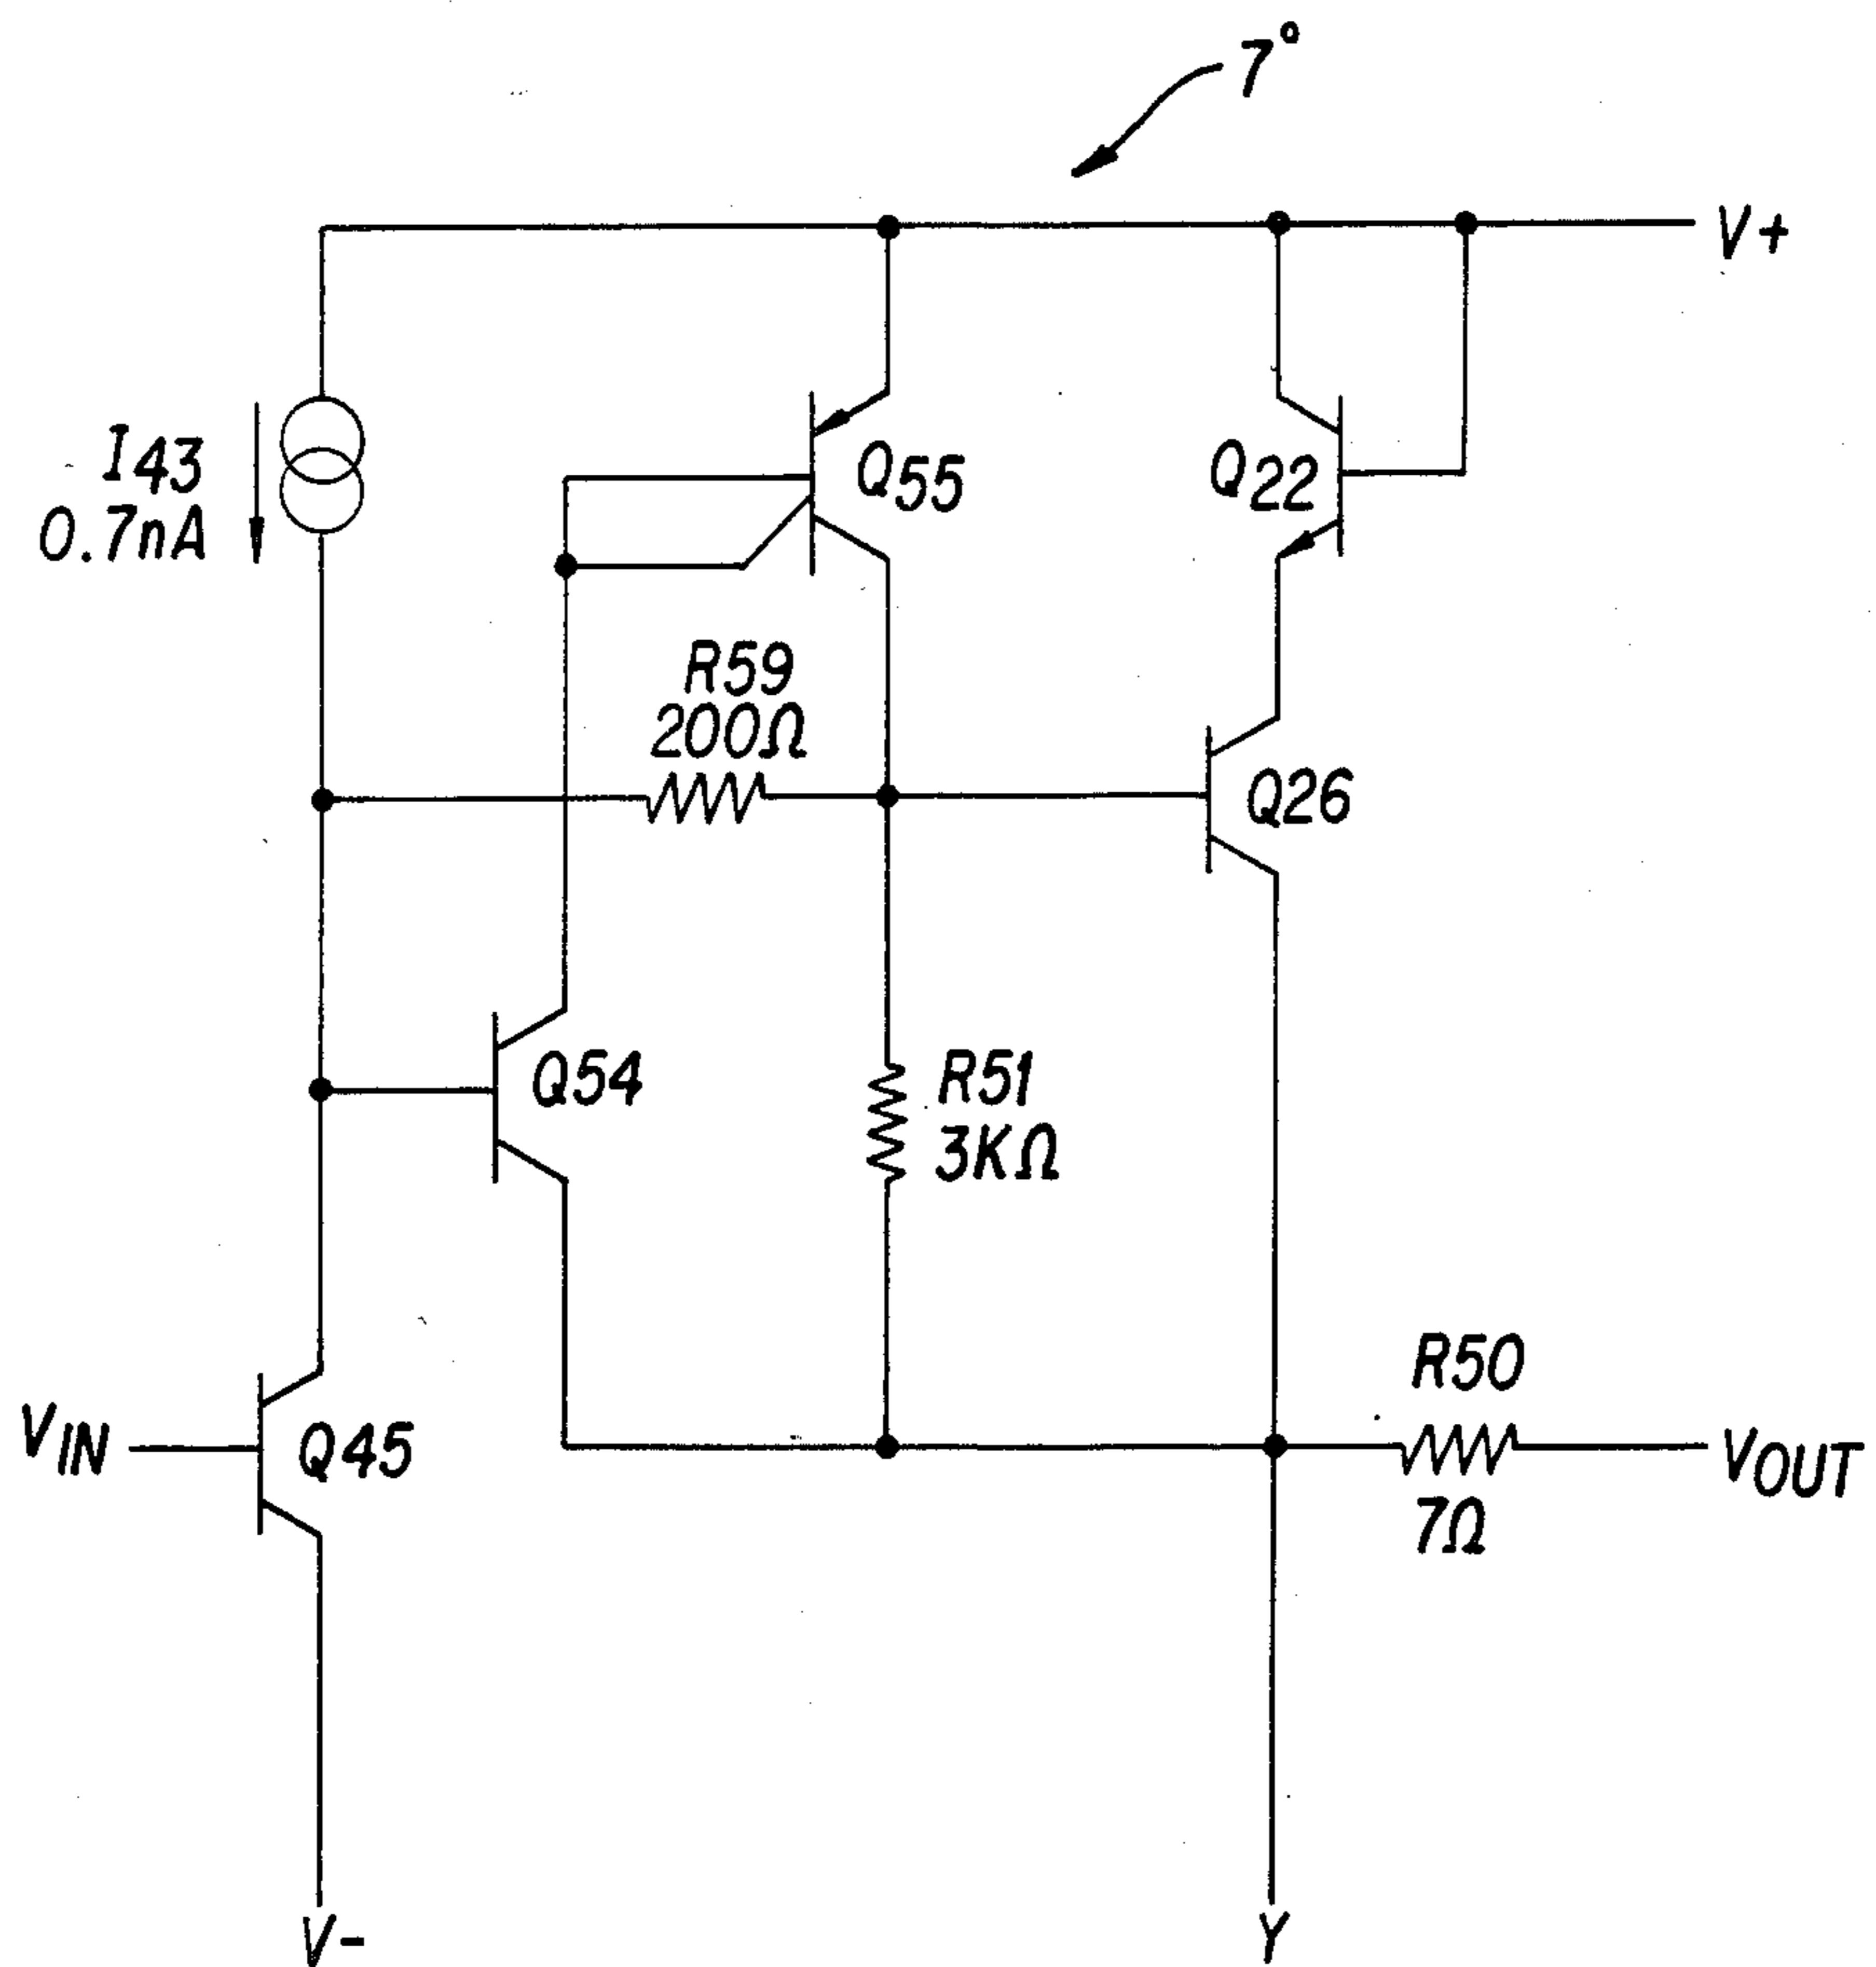 7°
V+
I43
0.7nA
Q55
Q22
R59
200Ω
Q26
Q54
R51
3KΩ
R50
VIN
Q45
VOUT
7Ω
V-
Y